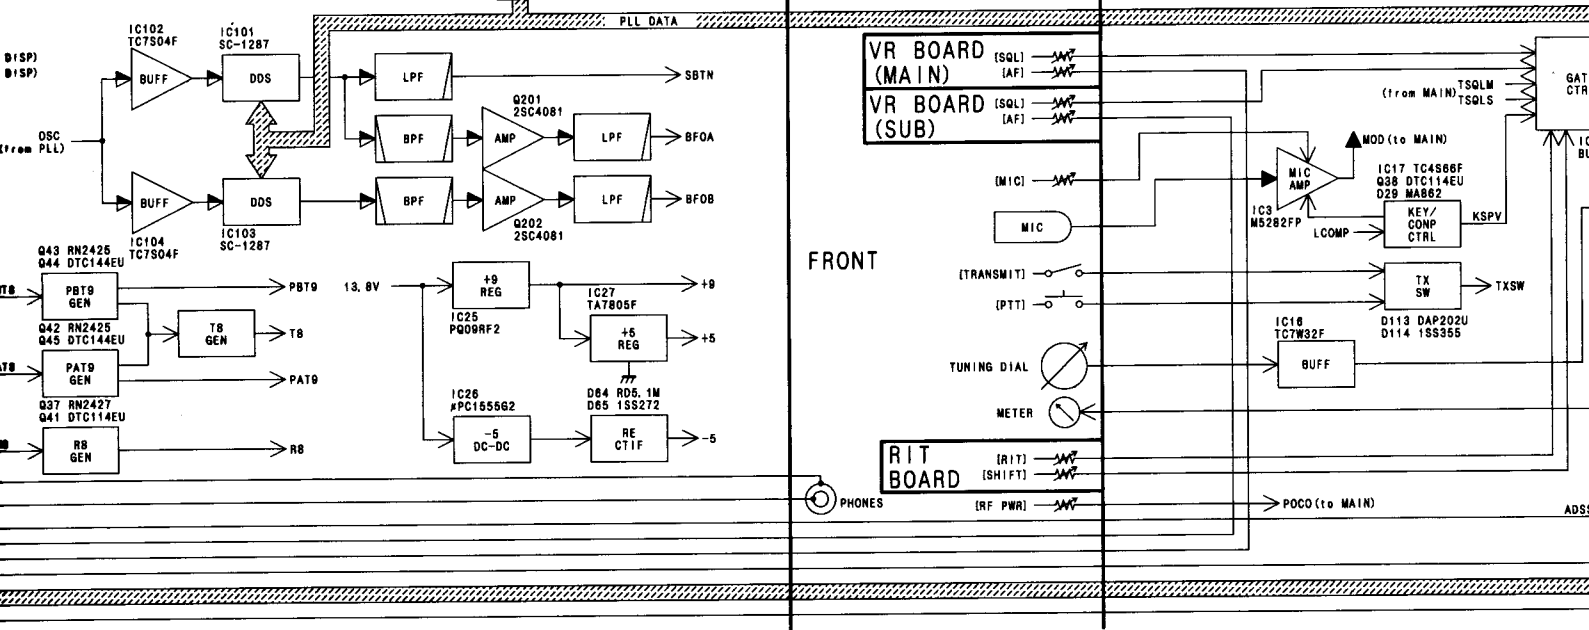 PLL DATA
IC102
TC7S04F
IC101
SC-1287
BUFF
DDS
LPF
SBTN
OSC
(from PLL)
BPF
Q201
2SC4081
AMP
LPF
BFOA
BUFF
DDS
BPF
AMP
LPF
BFOB
IC104
TC7S04F
IC103
SC-1287
Q202
2SC4081
Q43 RN2425
Q44 DTC144EU
PBT9
GEN
PBT9
Q42 RN2425
Q45 DTC144EU
T8
GEN
T8
PAT9
GEN
PAT9
Q37 RN2427
Q41 DTC114EU
R8
GEN
R8
13.8V
+9
REG
+9
IC25
PQ09RF2
IC27
TA7805F
+5
REG
+5
IC26
μPC1555G2
-5
DC-DC
D64 RD5.1M
D65 1SS272
RE
CTIF
-5
FRONT
PHONES
VR BOARD
(MAIN)
[SQL]
[AF]
VR BOARD
(SUB)
[SQL]
[AF]
[MIC]
MIC
[TRANSMIT]
[PTT]
TUNING DIAL
METER
RIT
BOARD
[RIT]
[SHIFT]
[RF PWR]
POCO(to MAIN)
(from MAIN)
TSQLM
TSQLS
MOD(to MAIN)
MIC
AMP
IC3
M5282FP
IC17 TC4S66F
Q38 DTC114EU
D29 MA862
KEY/
CONP
CTRL
LCOMP
KSPV
TX
SW
TXSW
D113 DAP202U
D114 1SS355
IC16
TC7W32F
BUFF